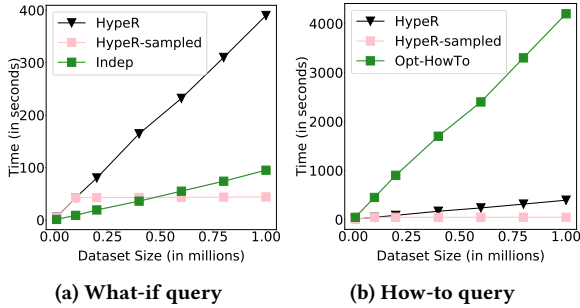 400
300
200
100
0
Time (in seconds)
HypeR
HypeR-sampled
Indep
0.00 0.25 0.50 0.75 1.00
Dataset Size (in millions)
(a) What-if query
4000
3000
2000
1000
0
Time (in seconds)
HypeR
HypeR-sampled
Opt-HowTo
0.00 0.25 0.50 0.75 1.00
Dataset Size (in millions)
(b) How-to query